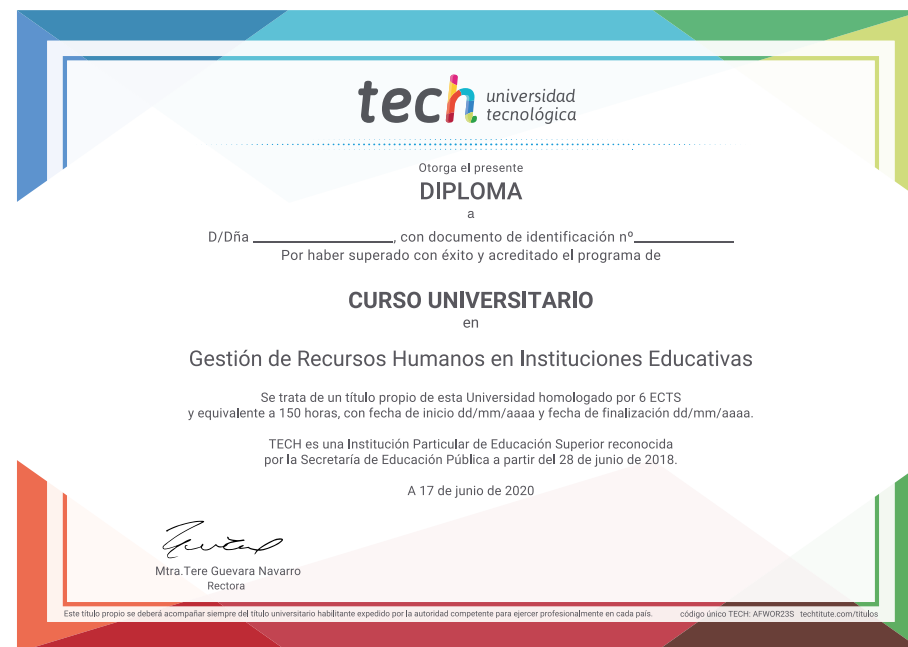 tech universidad
tecnológica
Otorga el presente
DIPLOMA
a
D/Dña ________________, con documento de identificación nº____________
Por haber superado con éxito y acreditado el programa de
CURSO UNIVERSITARIO
en
Gestión de Recursos Humanos en Instituciones Educativas
Se trata de un título propio de esta Universidad homologado por 6 ECTS
y equivalente a 150 horas, con fecha de inicio dd/mm/aaaa y fecha de finalización dd/mm/aaaa.
TECH es una Institución Particular de Educación Superior reconocida
por la Secretaría de Educación Pública a partir del 28 de junio de 2018.
A 17 de junio de 2020
Mtra.Tere Guevara Navarro
Rectora
Este título propio se deberá acompañar siempre del título universitario habilitante expedido por la autoridad competente para ejercer profesionalmente en cada país. código único TECH: AFWOR23S techtitute.com/titulos